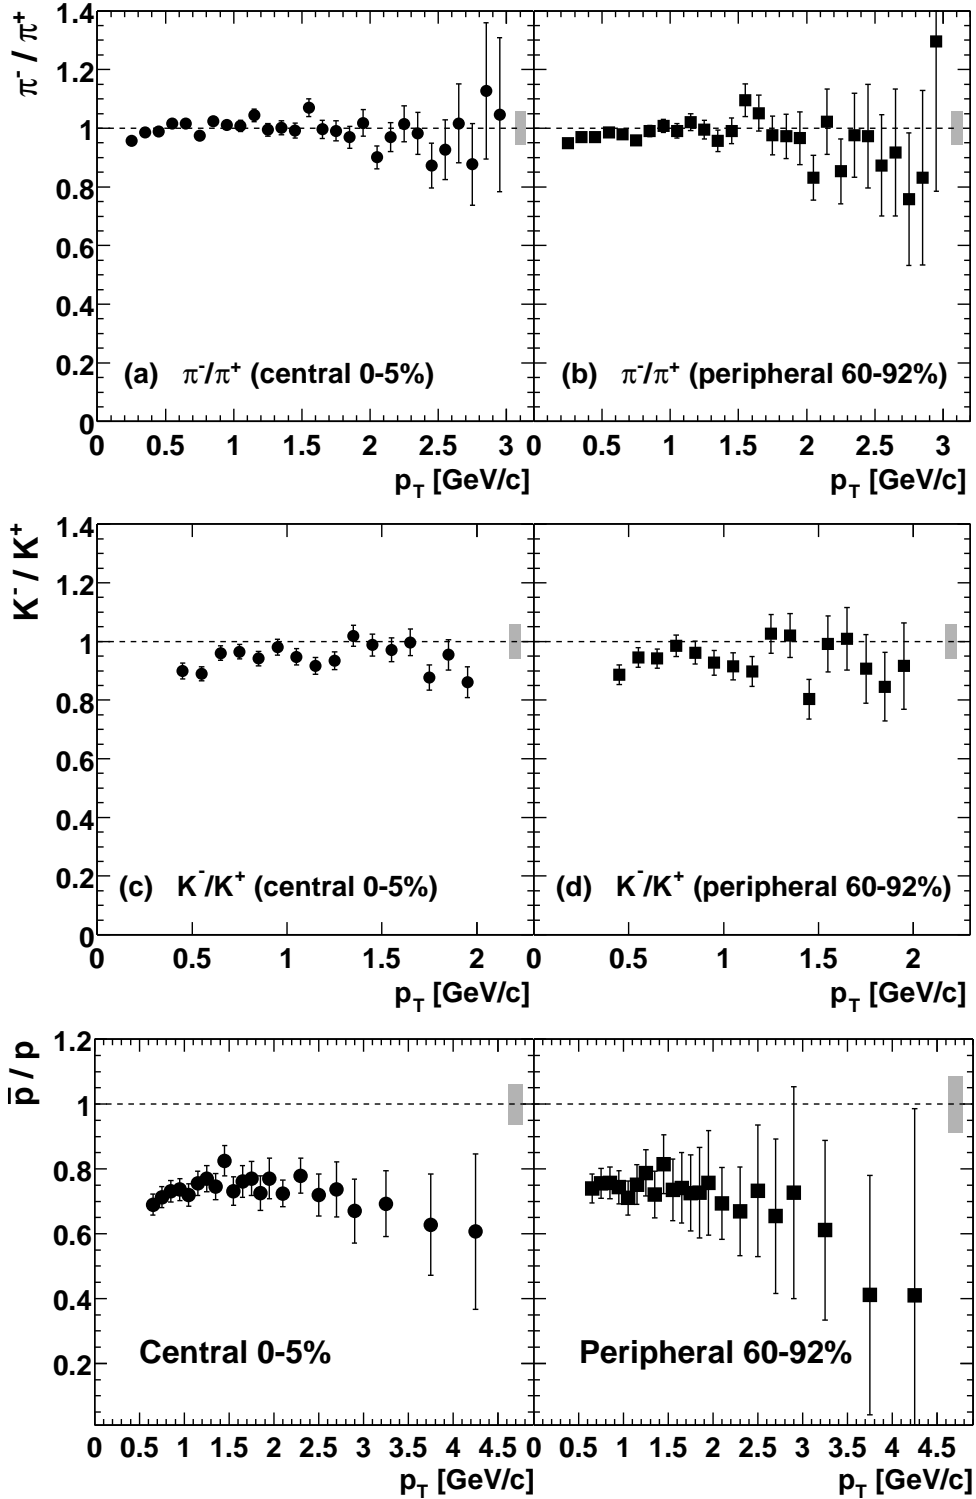 π⁻ / π⁺
1.4
1.2
1
0.8
0.6
0.4
0.2
0
(a) π⁻/π⁺ (central 0-5%)
(b) π⁻/π⁺ (peripheral 60-92%)
0 0.5 1 1.5 2 2.5 3 0 0.5 1 1.5 2 2.5 3
p_T [GeV/c] p_T [GeV/c]
K⁻ / K⁺
1.4
1.2
1
0.8
0.6
0.4
0.2
0
(c) K⁻/K⁺ (central 0-5%)
(d) K⁻/K⁺ (peripheral 60-92%)
0 0.5 1 1.5 2 0 0.5 1 1.5 2
p_T [GeV/c] p_T [GeV/c]
p̅ / p
1.2
1
0.8
0.6
0.4
0.2
Central 0-5%
Peripheral 60-92%
0 0.5 1 1.5 2 2.5 3 3.5 4 4.5 0 0.5 1 1.5 2 2.5 3 3.5 4 4.5
p_T [GeV/c] p_T [GeV/c]